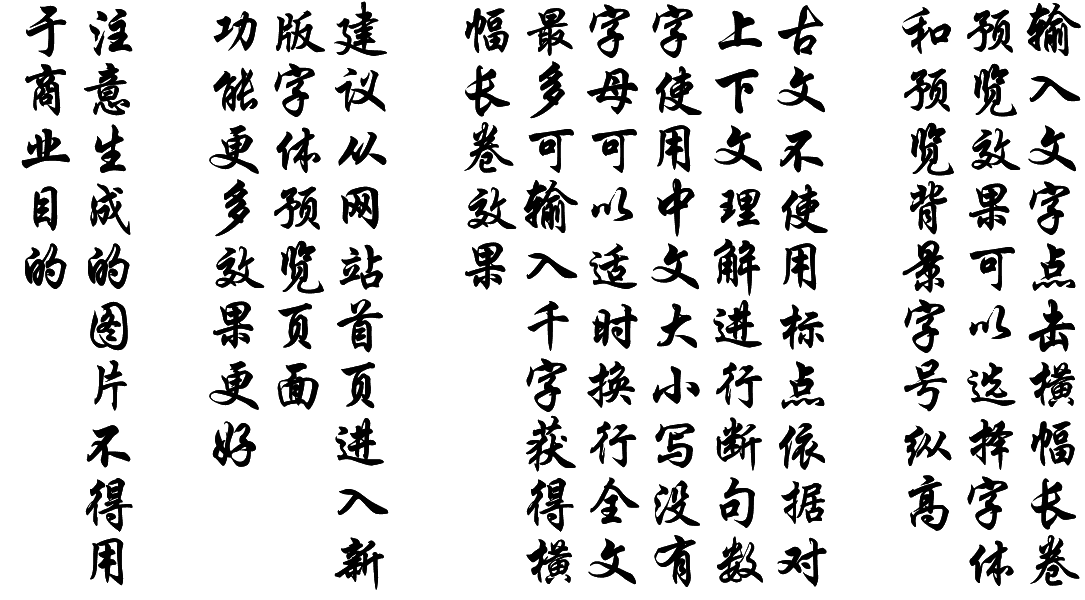 输入文字点击横幅长卷
预览效果可以选择字体
和预览背景字号纵高
古文不使用标点依据对
上下文理解进行断句数
字使用中文大小写没有
字母可以适时换行全文
最多可输入千字获得横
幅长卷效果
建议从网站首页进入新
版字体预览页面
功能更多效果更好
注意生成的图片不得用
于商业目的